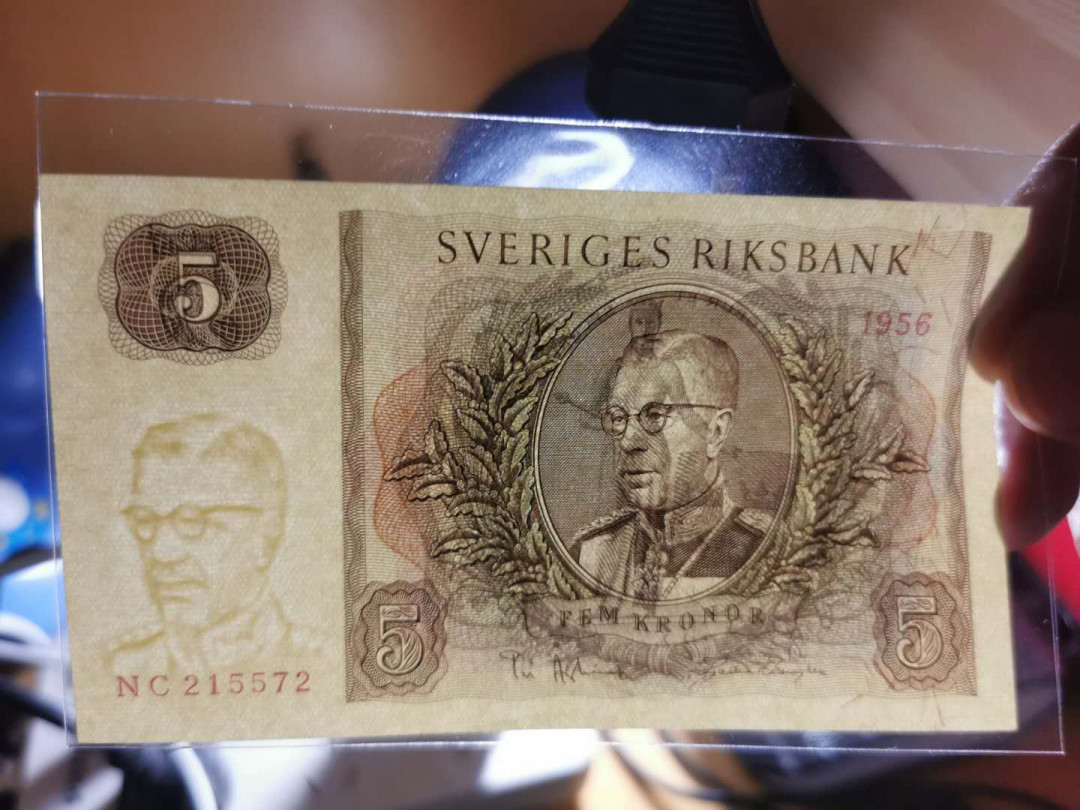 5
SVERIGES RIKSBANK
1956
FEM KRONOR
5
5
NC 215572